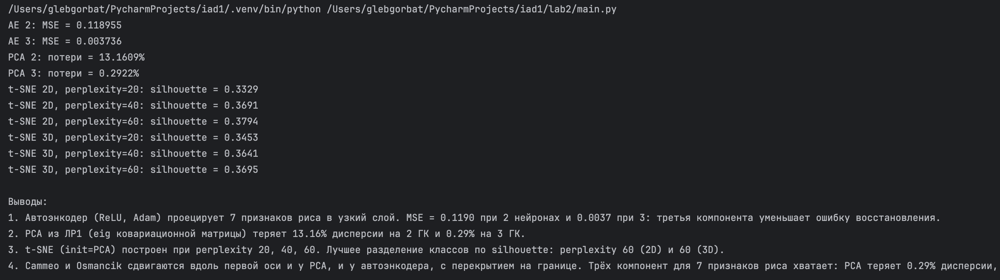 /Users/glebgorbat/PycharmProjects/iad1/.venv/bin/python /Users/glebgorbat/PycharmProjects/iad1/lab2/main.py
AE 2: MSE = 0.118955
AE 3: MSE = 0.003736
PCA 2: потери = 13.1609%
PCA 3: потери = 0.2922%
t-SNE 2D, perplexity=20: silhouette = 0.3329
t-SNE 2D, perplexity=40: silhouette = 0.3691
t-SNE 2D, perplexity=60: silhouette = 0.3794
t-SNE 3D, perplexity=20: silhouette = 0.3453
t-SNE 3D, perplexity=40: silhouette = 0.3641
t-SNE 3D, perplexity=60: silhouette = 0.3695
Выводы:
1. Автоэнкодер (ReLU, Adam) проецирует 7 признаков риса в узкий слой. MSE = 0.1190 при 2 нейронах и 0.0037 при 3: третья компонента уменьшает ошибку восстановления.
2. PCA из ЛР1 (eig ковариационной матрицы) теряет 13.16% дисперсии на 2 ГК и 0.29% на 3 ГК.
3. t-SNE (init=PCA) построен при perplexity 20, 40, 60. Лучшее разделение классов по silhouette: perplexity 60 (2D) и 60 (3D).
4. Cammeo и Osmancik сдвигаются вдоль первой оси и у PCA, и у автоэнкодера, с перекрытием на границе. Трёх компонент для 7 признаков риса хватает: PCA теряет 0.29% дисперсии,